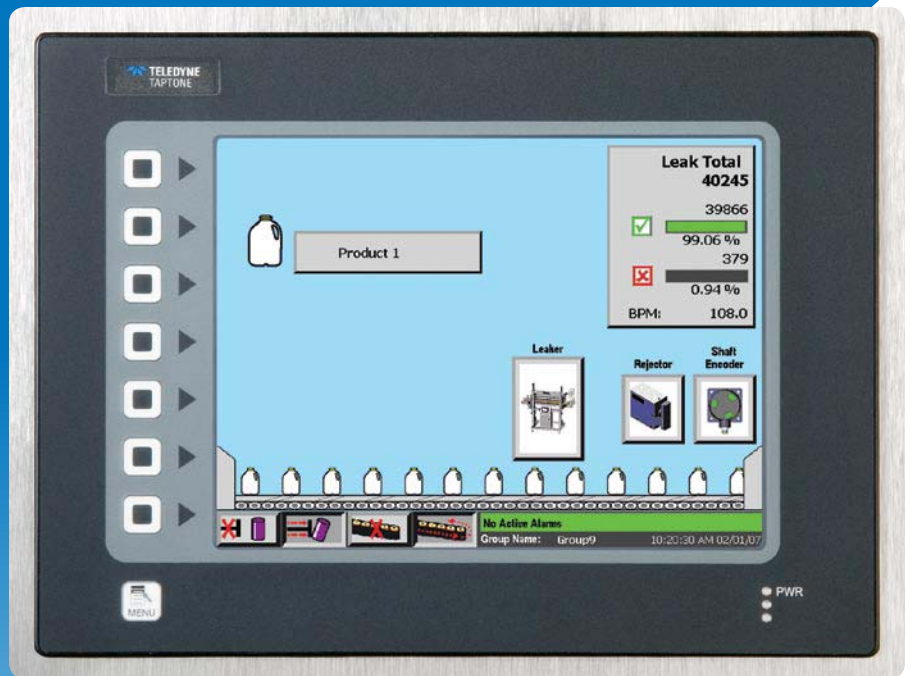 TELEDYNE
TAPTONE
Leak Total
40245
39866
99.06 %
379
0.94 %
BPM: 108.0
Product 1
Leaker
Rejector
Shaft
Encoder
No Active Alarms
Group Name: Group9 10:20:30 AM 02/01/07
MENU
PWR